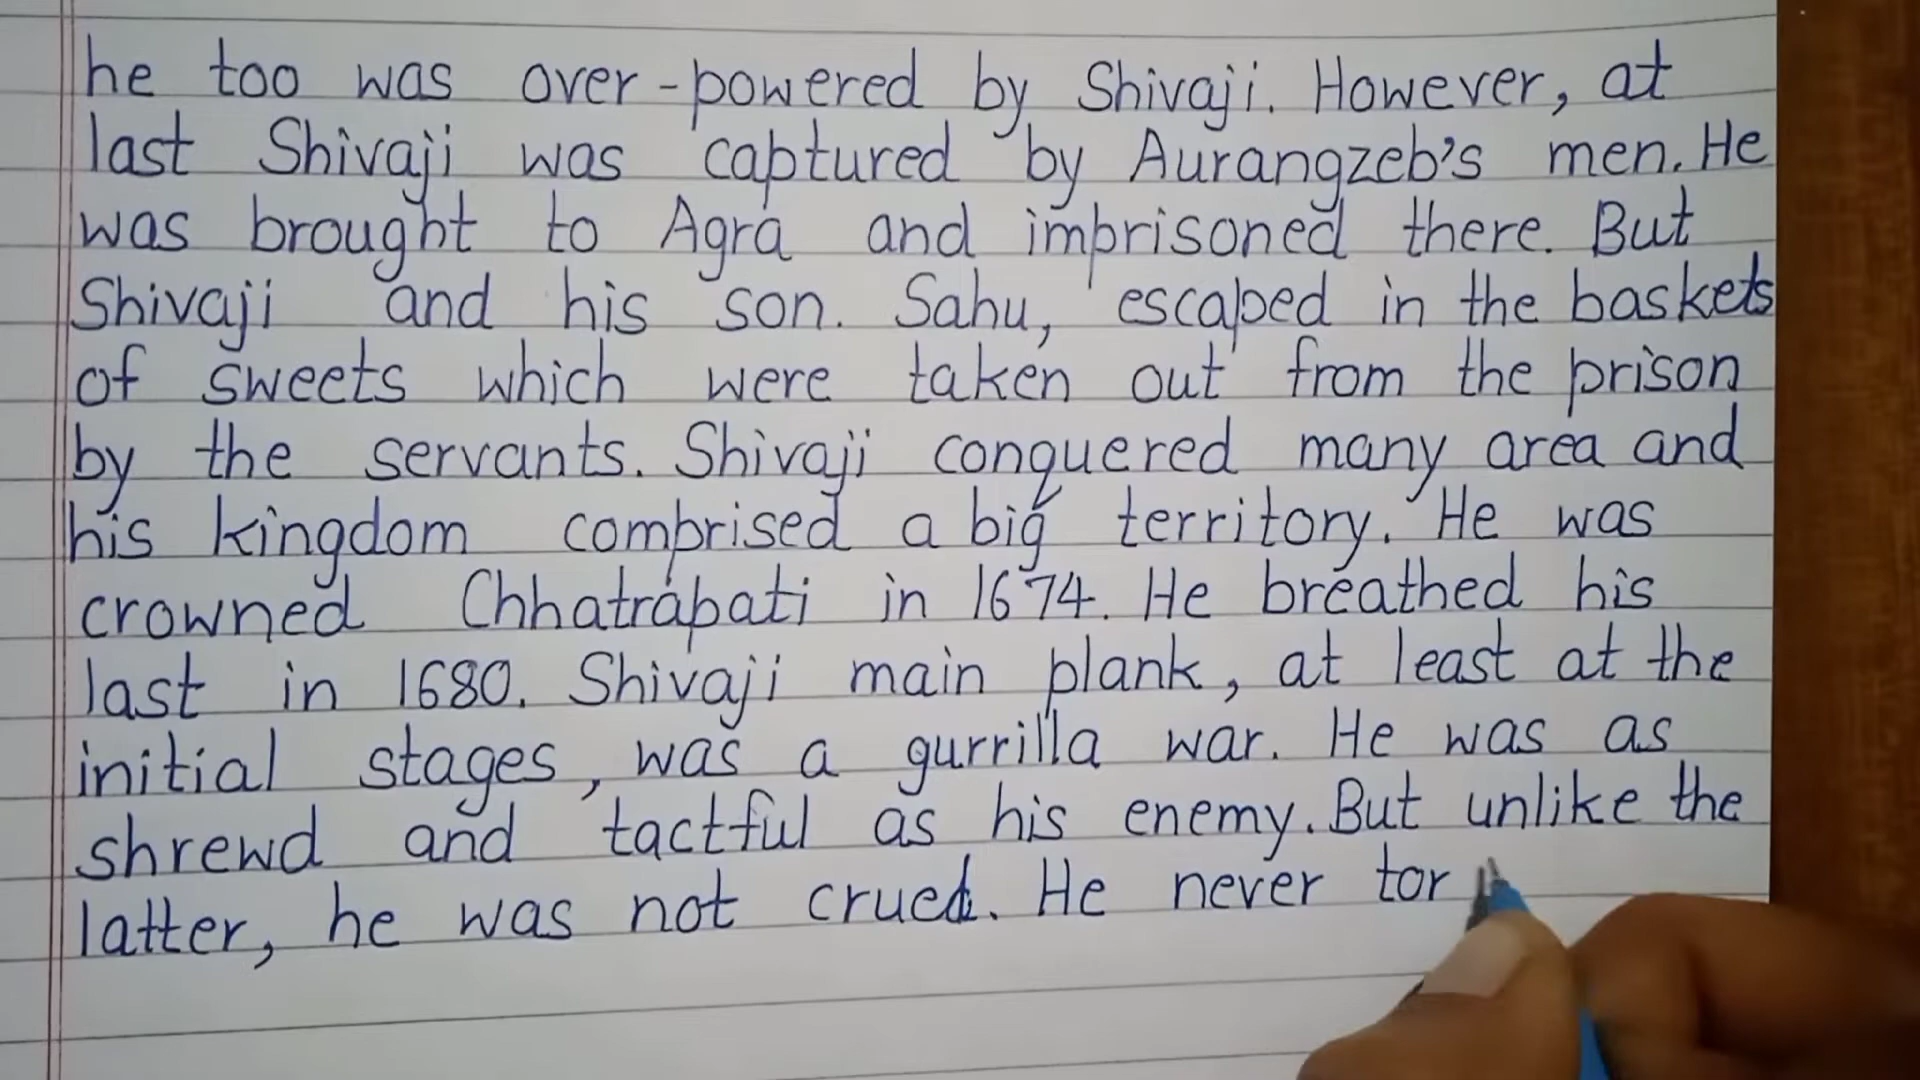 he too was over-powered by Shivaji. However, at
last Shivaji was captured by Aurangzeb's men. He
was brought to Agra and imprisoned there. But
Shivaji and his son. Sahu, escaped in the baskets
of sweets which were taken out from the prison
by the servants. Shivaji conquered many area and
his kingdom comprised a big territory. He was
crowned Chhatrapati in 1674. He breathed his
last in 1680. Shivaji main plank, at least at the
initial stages, was a gurrilla war. He was as
shrewd and tactful as his enemy. But unlike the
latter, he was not crued. He never tor